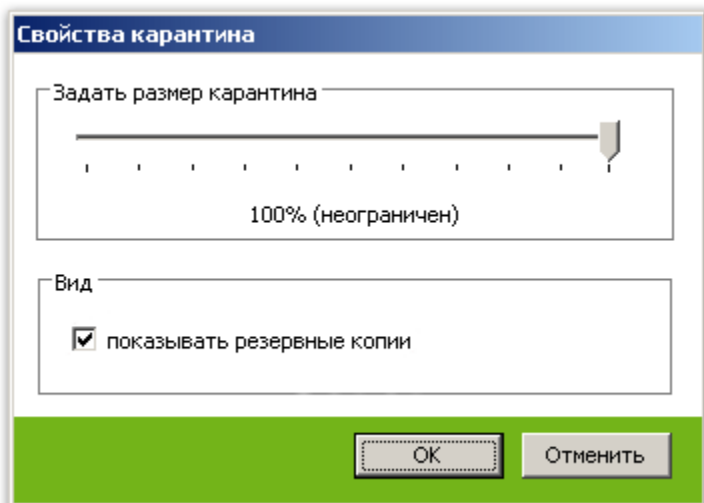 Свойства карантина
Задать размер карантина
100% (неограничен)
Вид
показывать резервные копии
OK
Отменить